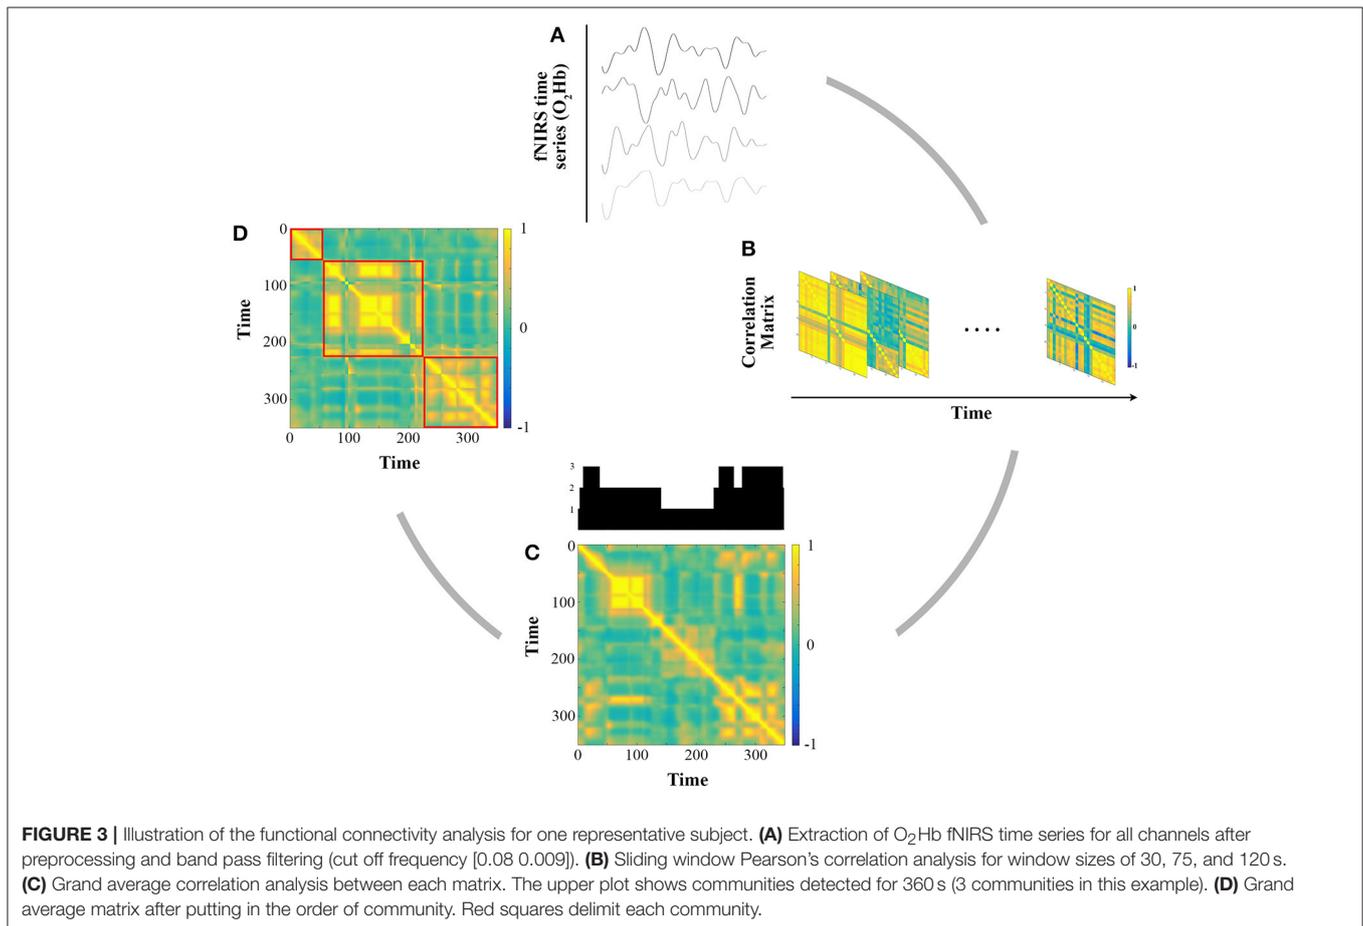 A
fNIRS time
series (O2Hb)
B
Correlation
Matrix
1
0
-1
....
Time
D
0
100
200
300
Time
0
100
200
300
Time
1
0
-1
3
2
1
C
0
100
200
300
Time
0
100
200
300
Time
1
0
-1
FIGURE 3 | Illustration of the functional connectivity analysis for one representative subject. (A) Extraction of O2Hb fNIRS time series for all channels after
preprocessing and band pass filtering (cut off frequency [0.08 0.009]). (B) Sliding window Pearson's correlation analysis for window sizes of 30, 75, and 120 s.
(C) Grand average correlation analysis between each matrix. The upper plot shows communities detected for 360 s (3 communities in this example). (D) Grand
average matrix after putting in the order of community. Red squares delimit each community.